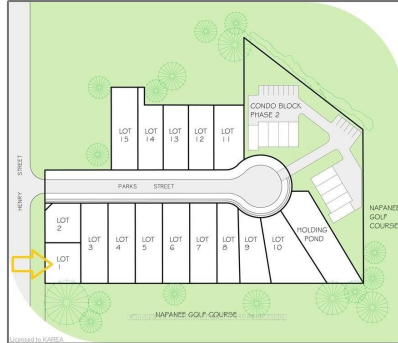 CONDO BLOCK
PHASE 2
LOT
15
LOT
14
LOT
13
LOT
12
LOT
11
HENRY STREET
PARKS STREET
NAPANEE
GOLF
COURSE
LOT
2
LOT
1
LOT
3
LOT
4
LOT
5
LOT
6
LOT
7
LOT
8
LOT
9
LOT
10
HOLDING
POND
NAPANEE GOLF COURSE
Licensed to KAREA